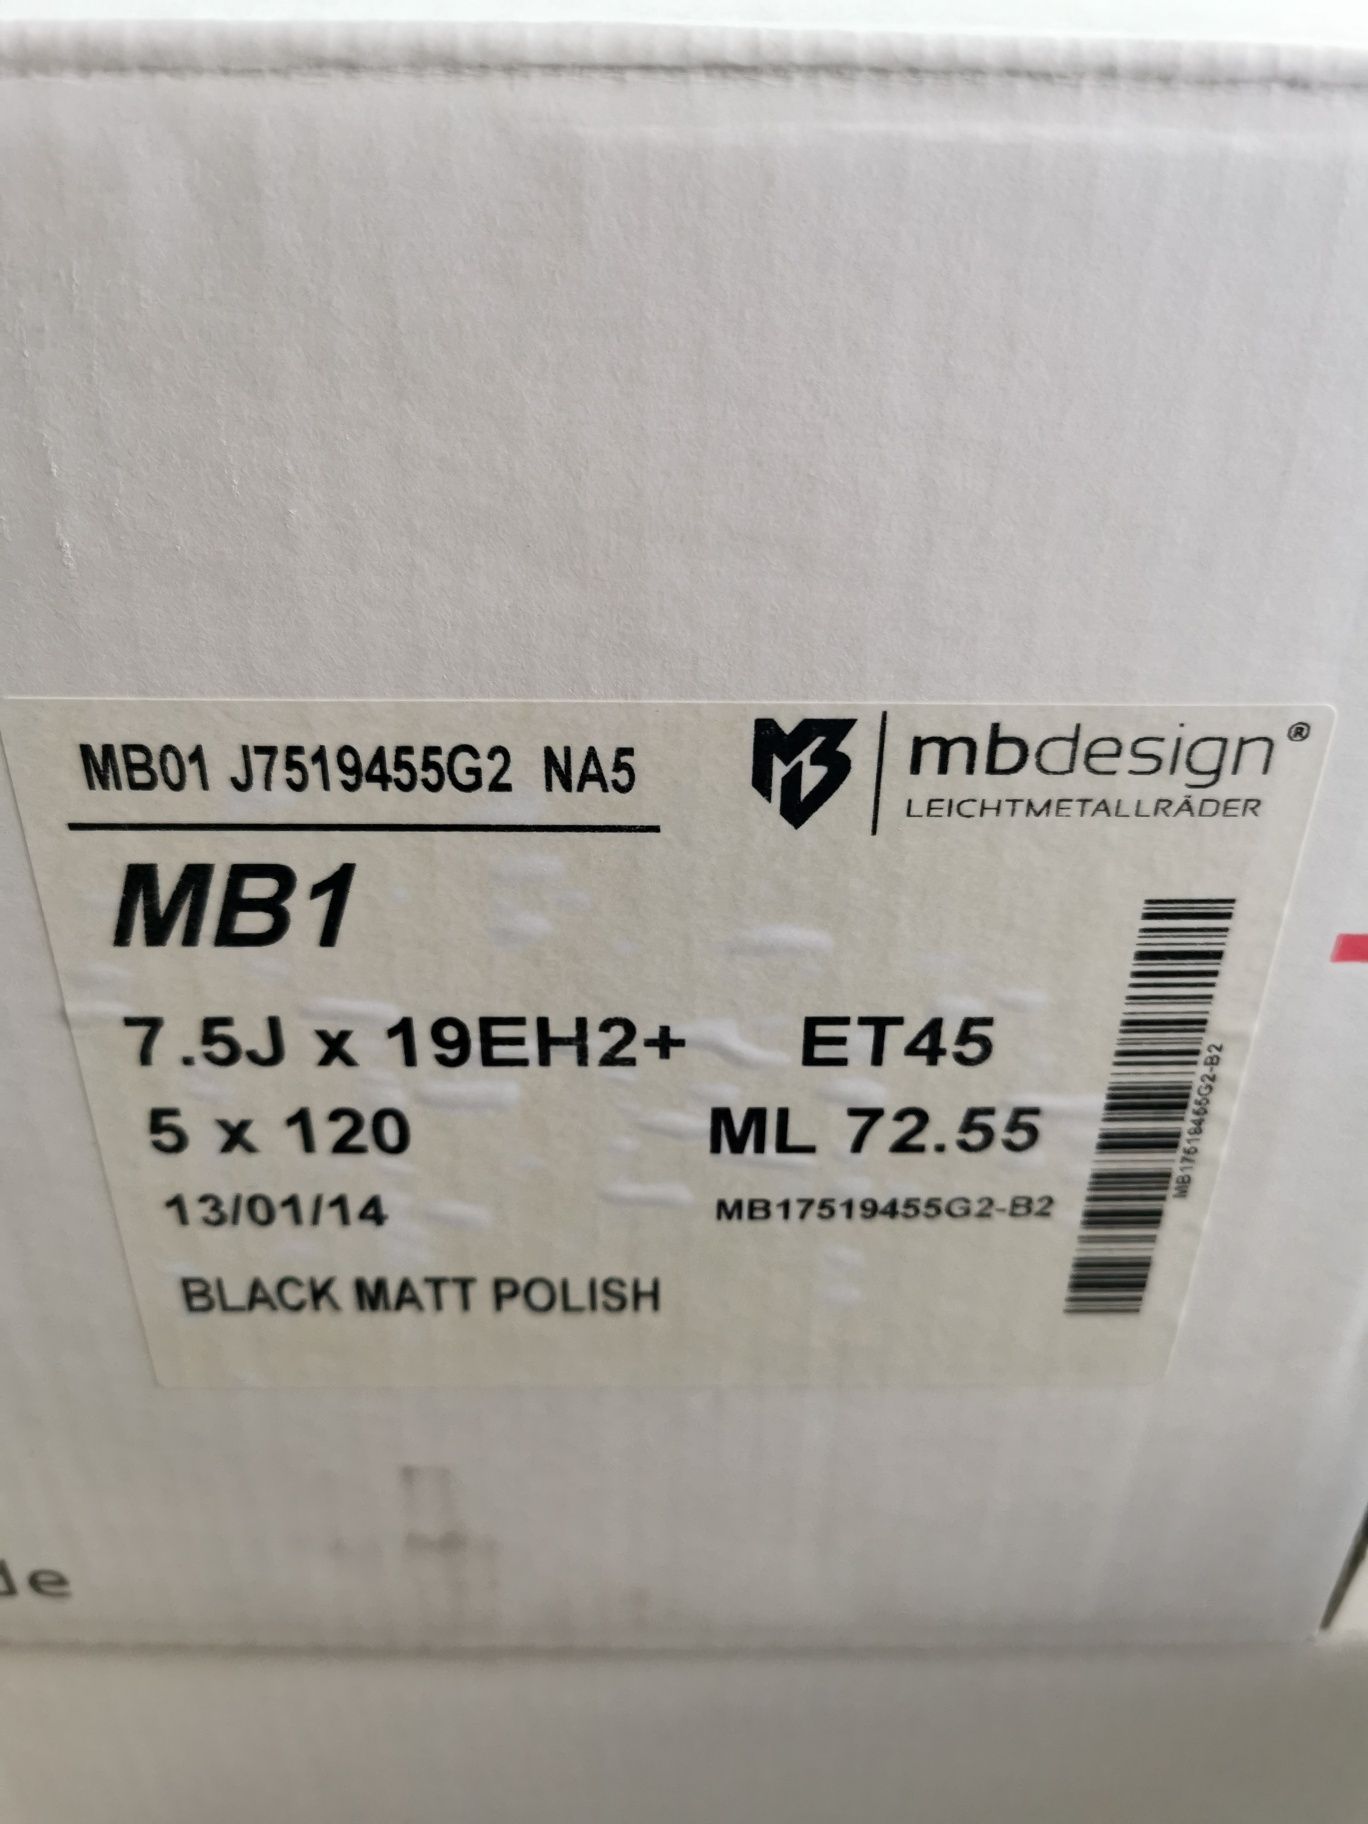 MB01 J7519455G2 NA5
mbdesign®
LEICHTMETALLRÄDER
MB1
7.5J x 19EH2+ ET45
5 x 120 ML 72.55
13/01/14 MB17519455G2-B2
BLACK MATT POLISH
MB17519455G2-B2
de